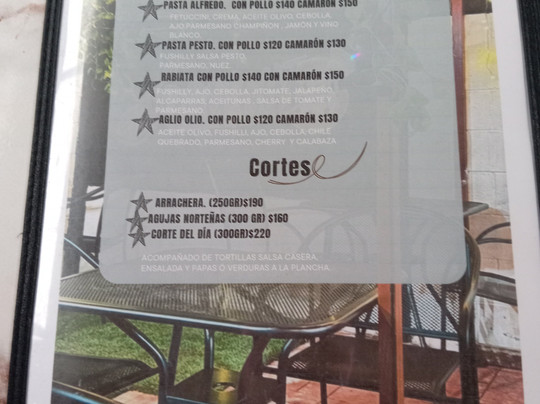 PASTA ALFREDO. CON POLLO $140 CAMARÓN $150
FETUCCINI, CREMA, ACEITE OLIVO, CEBOLLA,
AJO,PARMESANO CHAMPIÑON , JAMÓN Y VINO
BLANCO.
PASTA PESTO. CON POLLO $120 CAMARÓN $130
FUSHILLY SALSA PESTO,
PARMESANO, NUEZ.
RABIATA CON POLLO $140 CON CAMARÓN $150
FUSHILLY, AJO, CEBOLLA, JITOMATE, JALAPEÑO,
ALCAPARRAS, ACEITUNAS , SALSA DE TOMATE Y
PARMESANO
AGLIO OLIO. CON POLLO $120 CAMARÓN $130
ACEITE OLIVO, FUSHILLI, AJO, CEBOLLA, CHILE
QUEBRADO, PARMESANO, CHERRY Y CALABAZA.
Cortes
ARRACHERA. (250GR)$190
AGUJAS NORTEÑAS (300 GR) $160
CORTE DEL DÍA (300GR)$220
ACOMPAÑADO DE TORTILLAS SALSA CASERA,
ENSALADA Y PAPAS Ó VERDURAS A LA PLANCHA.